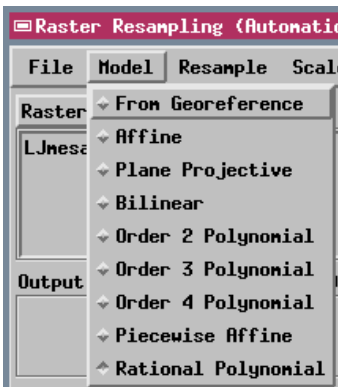 Raster Resampling (Automatic
File Model Resample Scale
Raster
From Georeference
LJmesa
Affine
Plane Projective
Bilinear
Order 2 Polynomial
Output
Order 3 Polynomial
Order 4 Polynomial
Piecewise Affine
Rational Polynomial